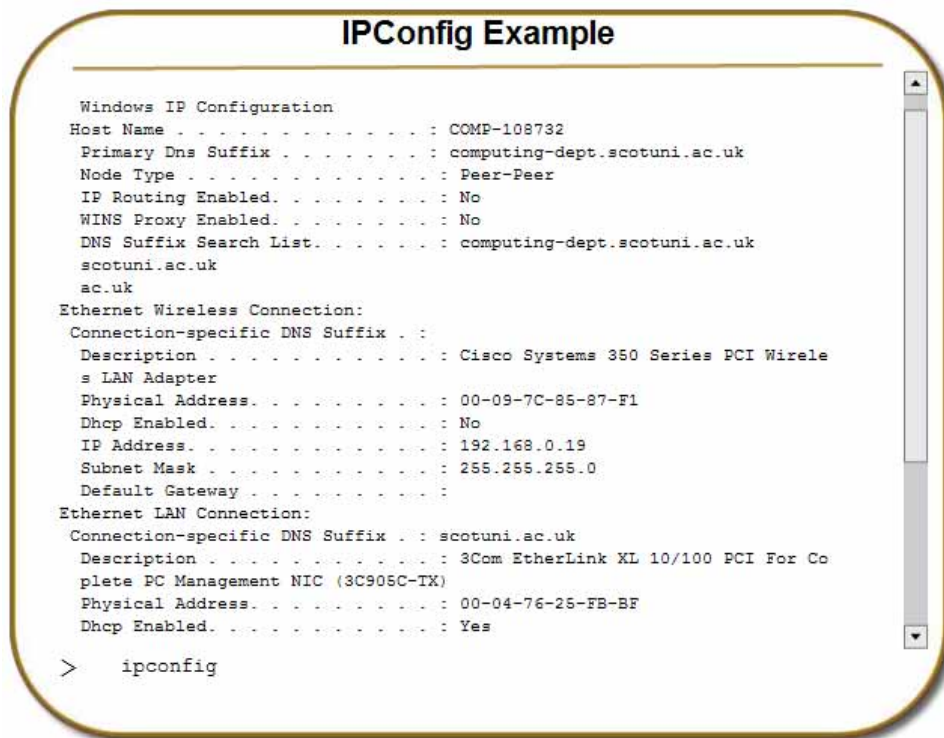 IPConfig Example
Windows IP Configuration
Host Name . . . . . . . . . . . . : COMP-108732
Primary Dns Suffix . . . . . . . : computing-dept.scotuni.ac.uk
Node Type . . . . . . . . . . . . : Peer-Peer
IP Routing Enabled. . . . . . . . : No
WINS Proxy Enabled. . . . . . . . : No
DNS Suffix Search List. . . . . . : computing-dept.scotuni.ac.uk
scotuni.ac.uk
ac.uk
Ethernet Wireless Connection:
Connection-specific DNS Suffix . :
Description . . . . . . . . . . . : Cisco Systems 350 Series PCI Wirele
s LAN Adapter
Physical Address. . . . . . . . . : 00-09-7C-85-87-F1
Dhcp Enabled. . . . . . . . . . . : No
IP Address. . . . . . . . . . . . : 192.168.0.19
Subnet Mask . . . . . . . . . . . : 255.255.255.0
Default Gateway . . . . . . . . . :
Ethernet LAN Connection:
Connection-specific DNS Suffix . : scotuni.ac.uk
Description . . . . . . . . . . . : 3Com EtherLink XL 10/100 PCI For Co
plete PC Management NIC (3C905C-TX)
Physical Address. . . . . . . . . : 00-04-76-25-FB-BF
Dhcp Enabled. . . . . . . . . . . : Yes
> ipconfig